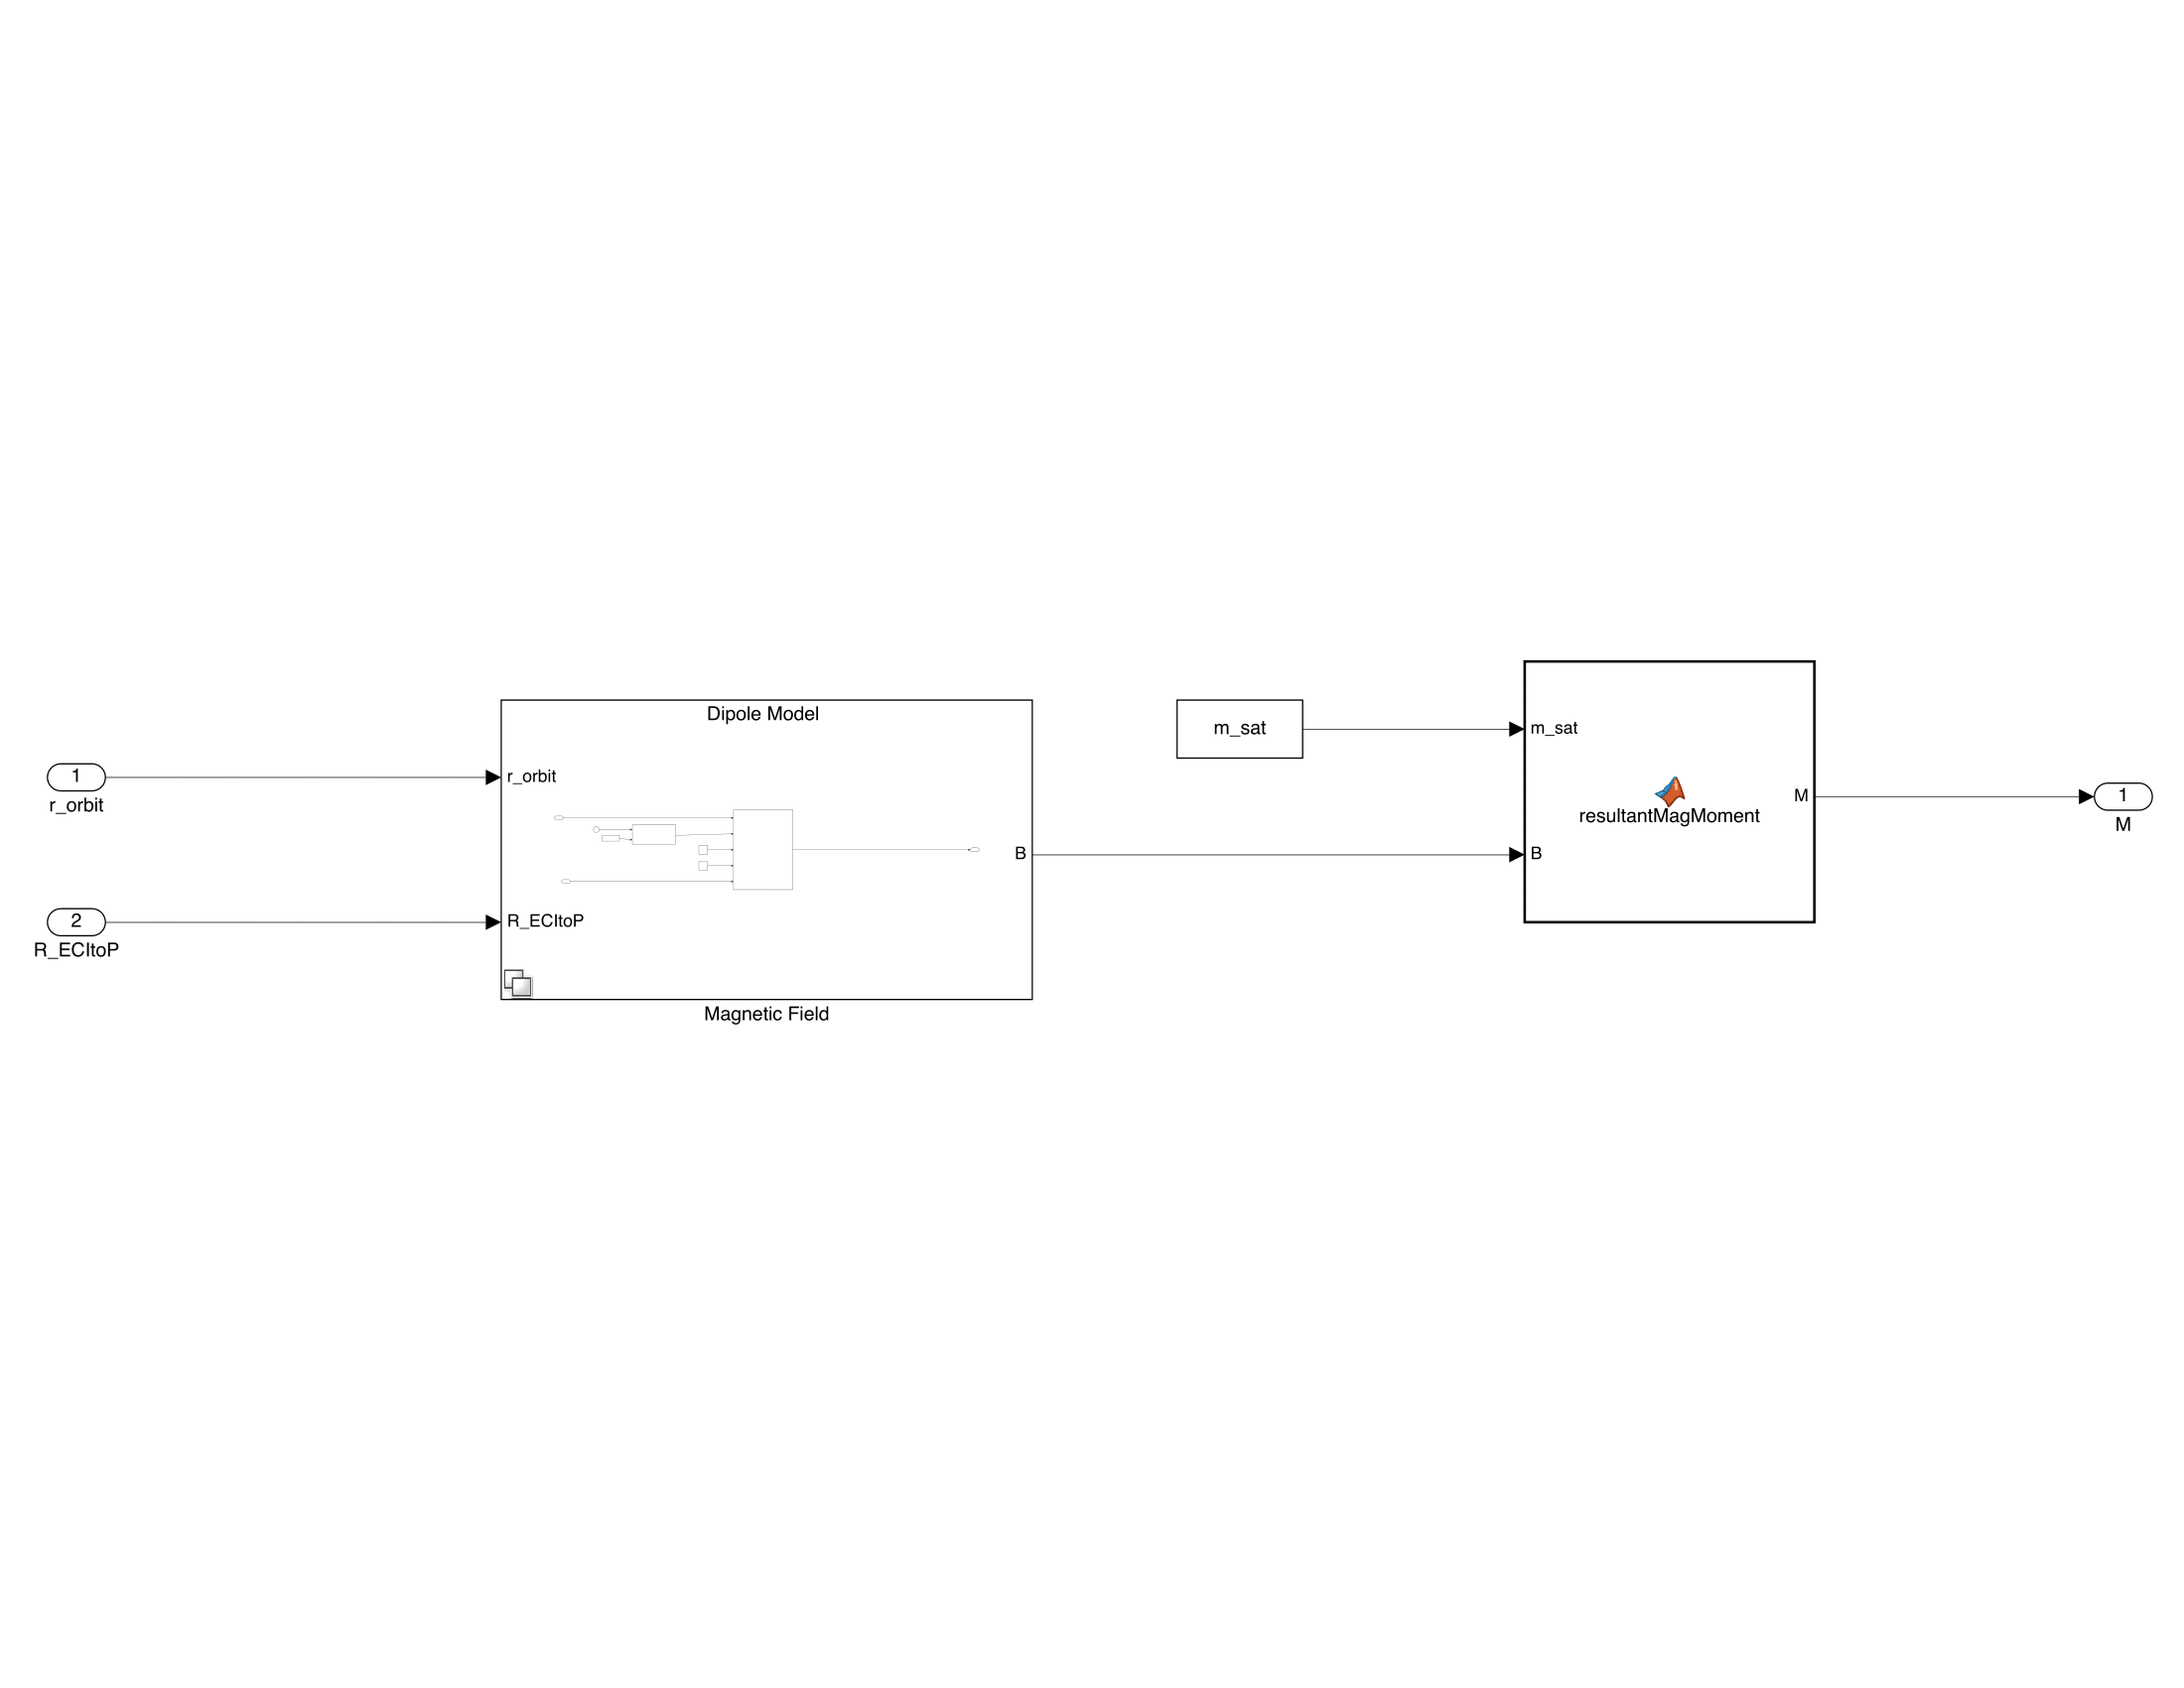 1
r_orbit
2
R_ECItoP
Dipole Model
r_orbit
R_ECItoP
B
Magnetic Field
m_sat
m_sat
B
resultantMagMoment
M
1
M